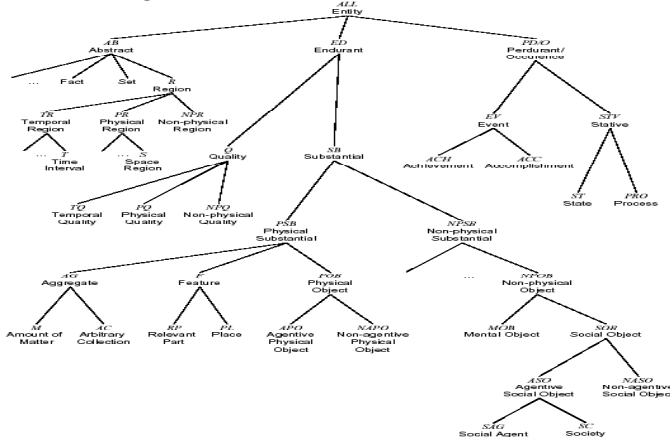 ALL
Entity
AB
Abstract
ED
Endurant
PD/O
Perdurant/
Occurence
... Fact Set R
Region
TR
Temporal
Region
PR
Physical
Region
NPR
Non-physical
Region
EV
Event
STV
Stative
... T
Time
Interval
... S
Space
Region
Q
Quality
SB
Substantial
ACH
Achievement
ACC
Accomplishment
TQ
Temporal
Quality
PQ
Physical
Quality
NPQ
Non-physical
Quality
ST
State
PRO
Process
PSB
Physical
Substantial
NPSB
Non-physical
Substantial
AG
Aggregate
F
Feature
POB
Physical
Object
...
NPOB
Non-physical
Object
M
Amount of
Matter
AC
Arbitrary
Collection
RP
Relevant
Part
PL
Place
APO
Agentive
Physical
Object
NAPO
Non-agentive
Physical
Object
MOB
Mental Object
SOB
Social Object
ASO
Agentive
Social Object
NASO
Non-agentive
Social Object
SAG
Social Agent
SC
Society